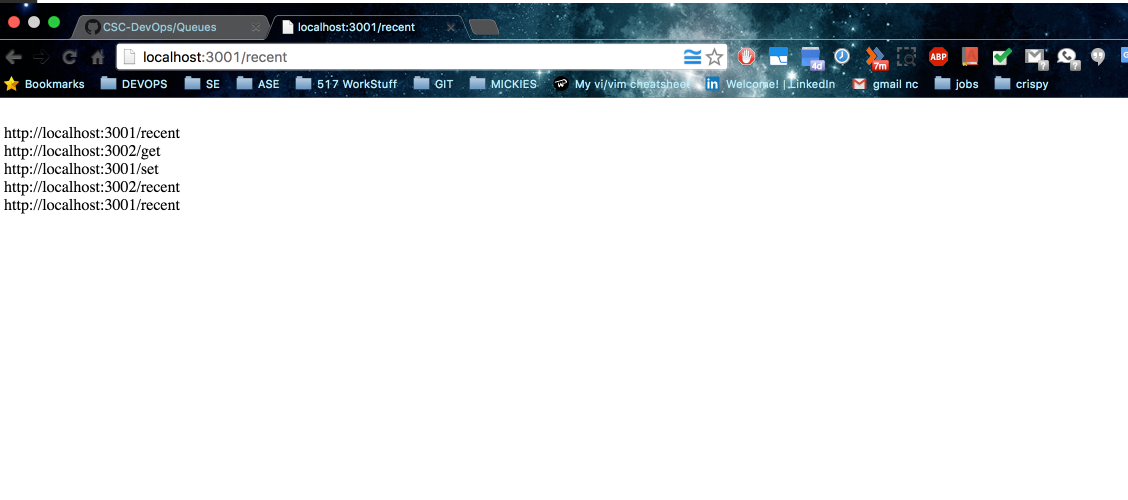 CSC-DevOps/Queues
localhost:3001/recent
localhost:3001/recent
4d
7m
ABP
?
?
G
Bookmarks
DEVOPS
SE
ASE
517 WorkStuff
GIT
MICKIES
My vi/vim cheatsheet
in
Welcome! | LinkedIn
gmail nc
jobs
crispy
http://localhost:3001/recent
http://localhost:3002/get
http://localhost:3001/set
http://localhost:3002/recent
http://localhost:3001/recent